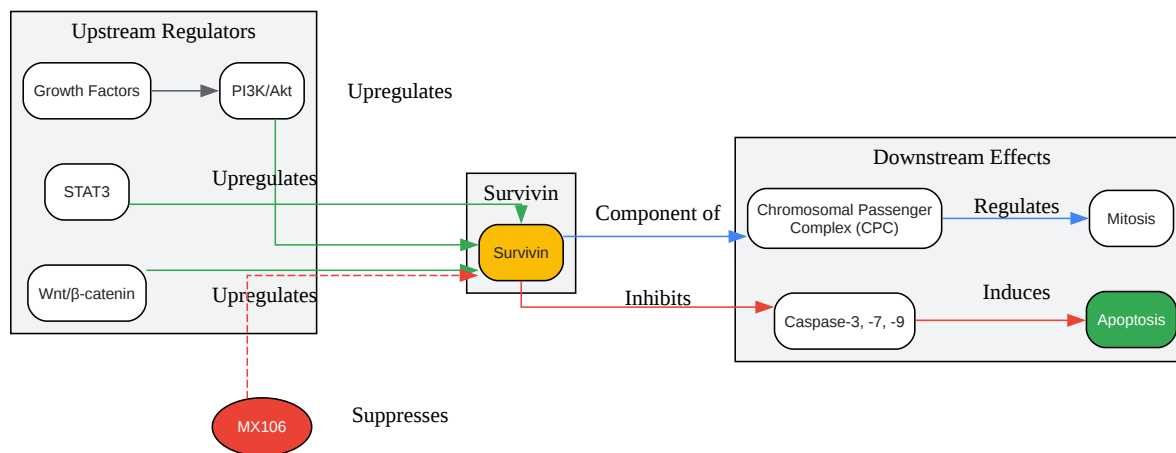 Upstream Regulators
Growth Factors
PI3K/Akt
Upregulates
STAT3
Upregulates
Wnt/β-catenin
Upregulates
MX106
Suppresses
Survivin
Survivin
Component of
Inhibits
Downstream Effects
Chromosomal Passenger
Complex (CPC)
Regulates
Mitosis
Caspase-3, -7, -9
Induces
Apoptosis